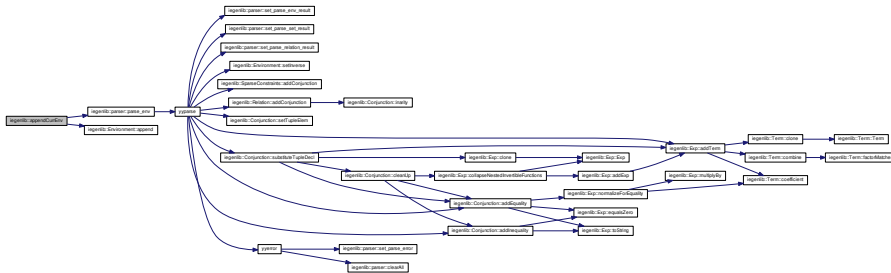 iegenlib::parser::set_parse_env_result
iegenlib::parser::set_parse_set_result
iegenlib::parser::set_parse_relation_result
iegenlib::Environment::setInverse
iegenlib::SparseConstraints::addConjunction
iegenlib::Relation::addConjunction
iegenlib::Conjunction::inarity
iegenlib::parser::parse_env
yyparse
iegenlib::appendCurrEnv
iegenlib::Conjunction::setTupleElem
iegenlib::Environment::append
iegenlib::Term::clone
iegenlib::Term::Term
iegenlib::Exp::addTerm
iegenlib::Conjunction::substituteTupleDecl
iegenlib::Exp::clone
iegenlib::Exp::Exp
iegenlib::Term::combine
iegenlib::Term::factorMatches
iegenlib::Conjunction::cleanUp
iegenlib::Exp::collapseNestedInvertibleFunctions
iegenlib::Exp::addExp
iegenlib::Exp::multiplyBy
iegenlib::Term::coefficient
iegenlib::Exp::normalizeForEquality
iegenlib::Conjunction::addEquality
iegenlib::Exp::equalsZero
iegenlib::Conjunction::addInequality
iegenlib::Exp::toString
yyerror
iegenlib::parser::set_parse_error
iegenlib::parser::clearAll